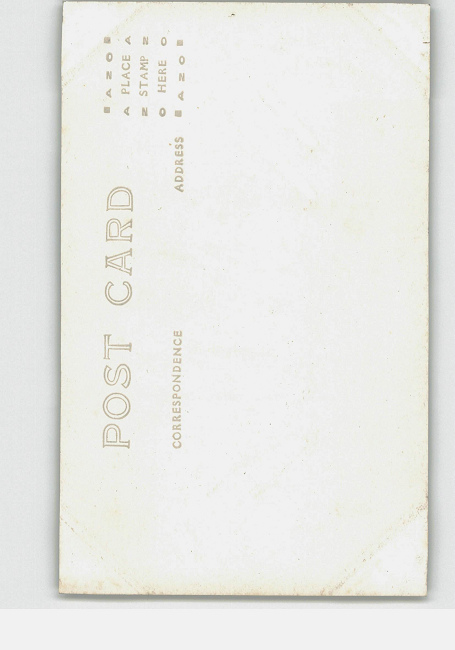 POST CARD
AZO
A PLACE A
Z STAMP Z
O HERE O
AZO
CORRESPONDENCE
ADDRESS